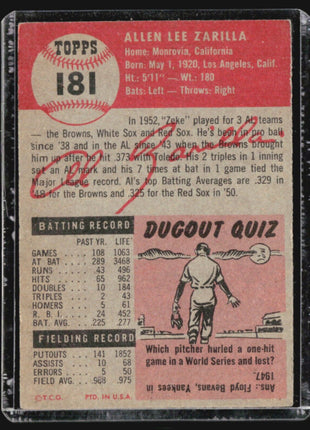 TOPPS
181
ALLEN LEE ZARILLA
Home: Monrovia, California
Born: May 1, 1920, Los Angeles, Calif.
Ht.: 5'11" — Wt.: 180
Bats: Left - Throws: Right
In 1952, "Zeke" played for 3 AL teams
— the Browns, White Sox and Red Sox. He's been in pro ball
since '38 and in the AL since '43 when the Browns
brought him up after he hit .373 with Toledo. His 2 triples in 1 inning
set an AL mark and his 7 times at bat in 1 game tied the
Major League record. Al's top Batting Averages are .329 in
'48 for the Browns and .325 for the Red Sox in '50.
BATTING RECORD
PAST YR. LIFE
GAMES 108 1063
AT BAT 289 3468
RUNS 43 496
HITS 65 962
DOUBLES 10 184
TRIPLES 2 43
HOMERS 5 61
R. B. I. 24 452
BAT. AVG. .225 .277
FIELDING RECORD
PUTOUTS 141 1852
ASSISTS 10 68
ERRORS 5 50
FIELD AVG. .968 .975
© T. C. G. PTD. IN U.S.A.
DUGOUT QUIZ
Which pitcher hurled a one-hit
game in a World Series and lost?
Ans.: Floyd Bevans, Yankees in
1947.